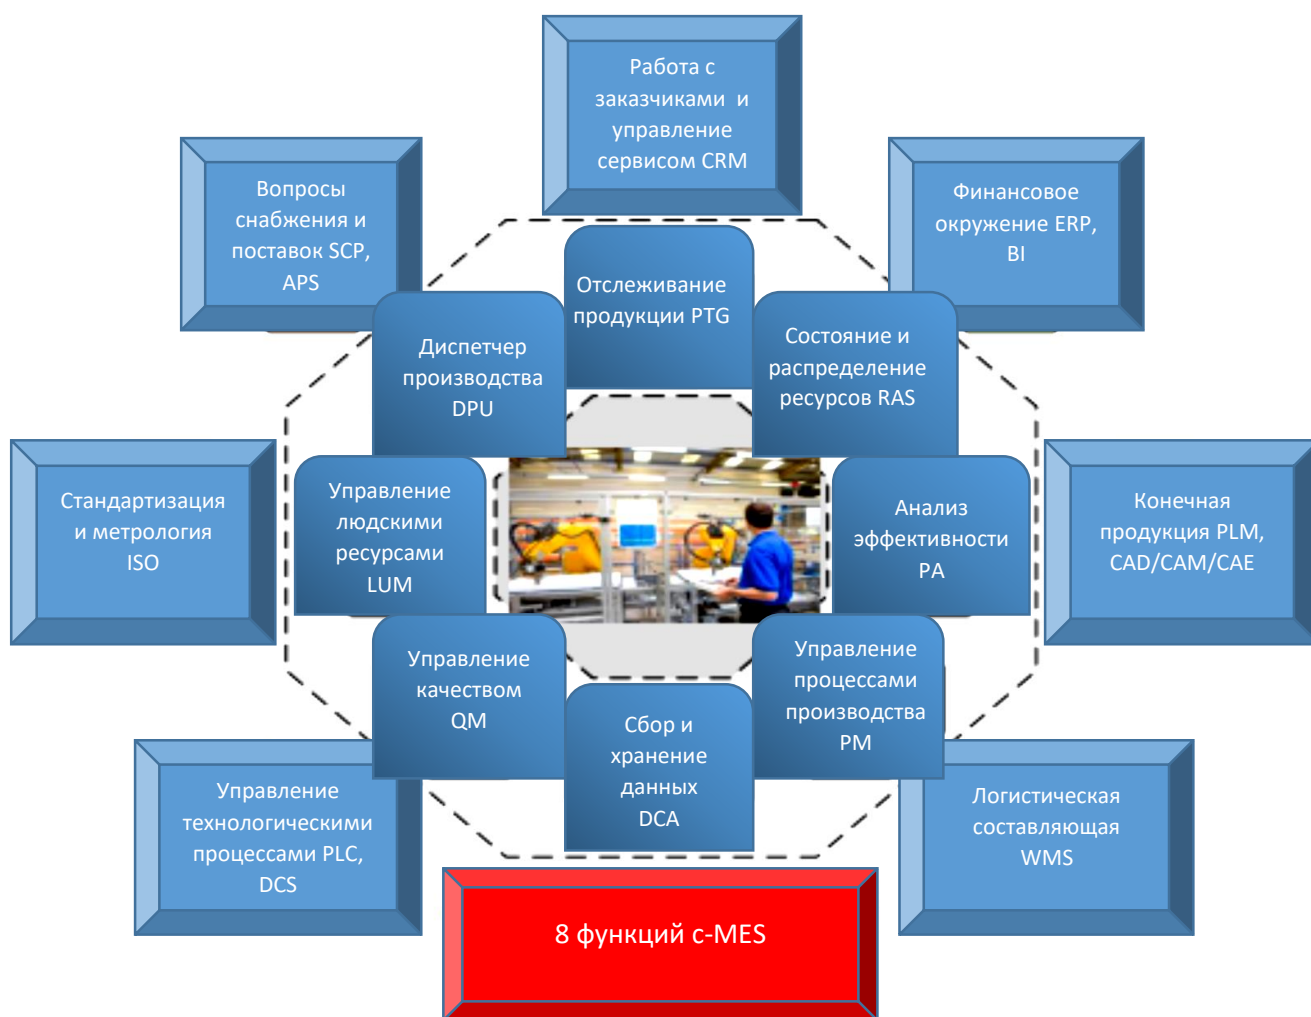 Работа с
заказчиками и
управление
сервисом CRM
Вопросы
снабжения и
поставок SCP,
APS
Финансовое
окружение ERP,
BI
Отслеживание
продукции PTG
Диспетчер
производства
DPU
Состояние и
распределение
ресурсов RAS
Стандартизация
и метрология
ISO
Управление
людскими
ресурсами
LUM
Анализ
эффективности
PA
Конечная
продукция PLM,
CAD/CAM/CAE
Управление
качеством
QM
Сбор и
хранение
данных
DCA
Управление
процессами
производства
PM
Управление
технологическими
процессами PLC,
DCS
Логистическая
составляющая
WMS
8 функций c-MES